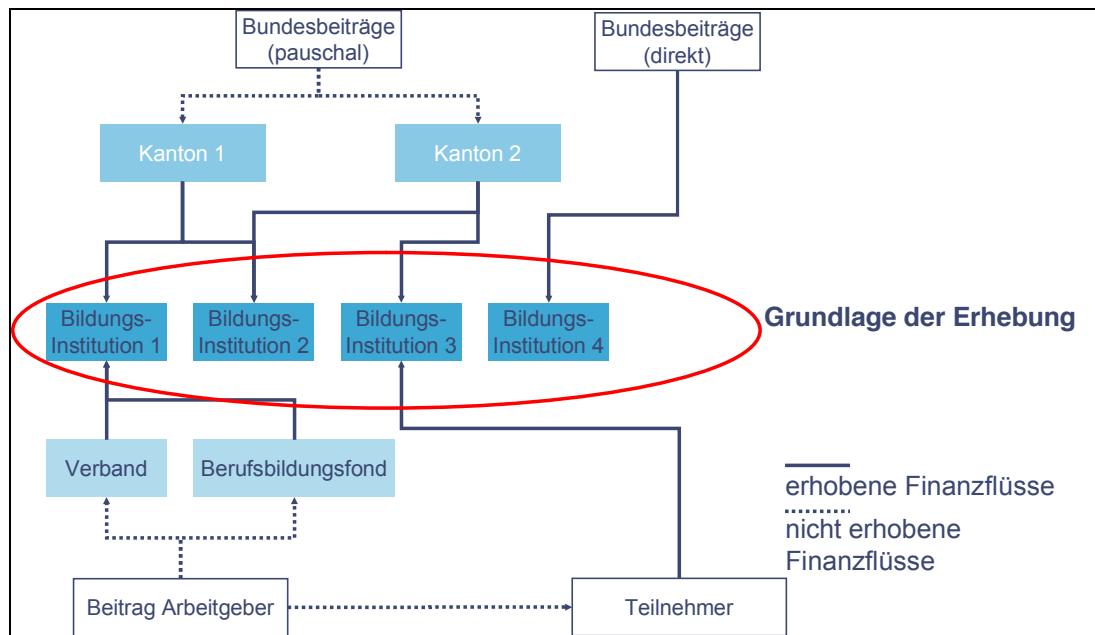 Bundesbeiträge
(pauschal)
Bundesbeiträge
(direkt)
Kanton 1
Kanton 2
Bildungs-
Institution 1
Bildungs-
Institution 2
Bildungs-
Institution 3
Bildungs-
Institution 4
Grundlage der Erhebung
Verband
Berufsbildungsfond
erhobene Finanzflüsse
nicht erhobene
Finanzflüsse
Beitrag Arbeitgeber
Teilnehmer